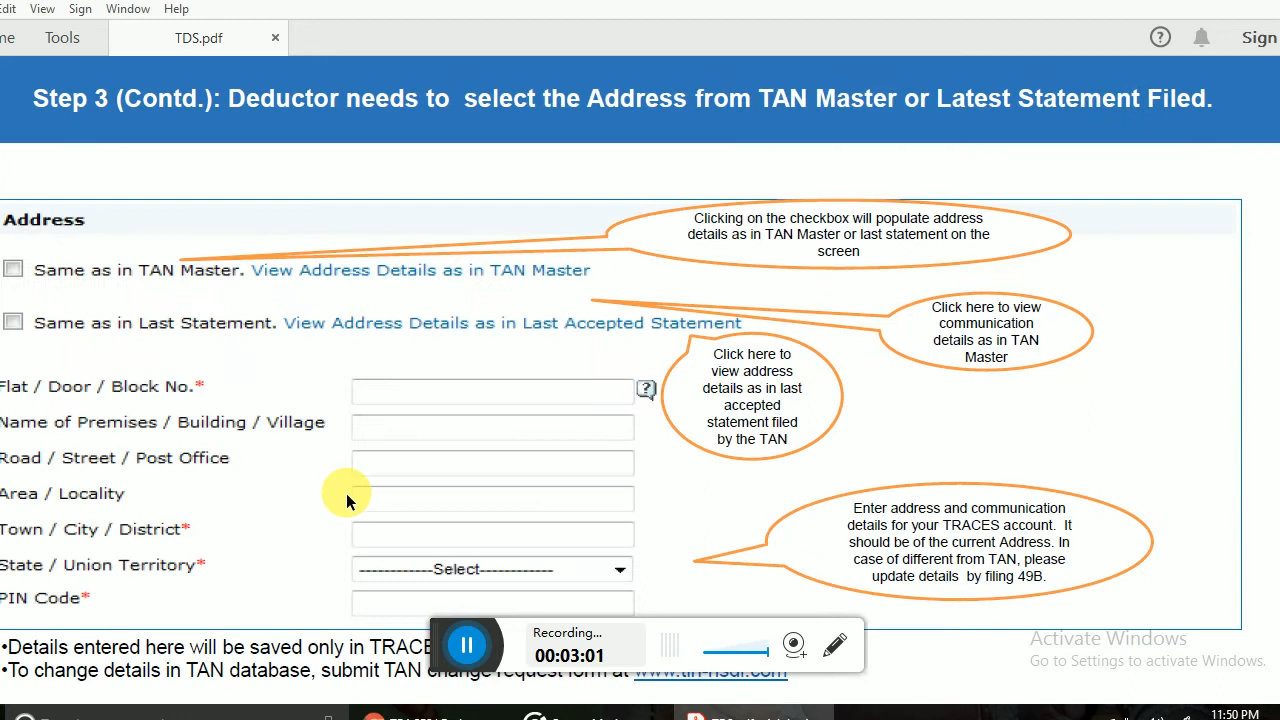 View Sign Window Help
Tools TDS.pdf × ? Sign
Step 3 (Contd.): Deductor needs to select the Address from TAN Master or Latest Statement Filed.
Address
Clicking on the checkbox will populate address
details as in TAN Master or last statement on the
screen
Same as in TAN Master. View Address Details as in TAN Master
Click here to view
communication
details as in TAN
Master
Same as in Last Statement. View Address Details as in Last Accepted Statement
Click here to
view address
details as in last
accepted
statement filed
by the TAN
Flat / Door / Block No.* ?
Name of Premises / Building / Village
Road / Street / Post Office
Area / Locality
Town / City / District*
State / Union Territory* ------------Select------------
PIN Code*
Enter address and communication
details for your TRACES account. It
should be of the current Address. In
case of different from TAN, please
update details by filing 49B.
•Details entered here will be saved only in TRACE
•To change details in TAN database, submit TAN change request form at www.tin-nsdl.com
Recording...
00:03:01
Activate Windows
Go to Settings to activate Windows.
11:50 PM